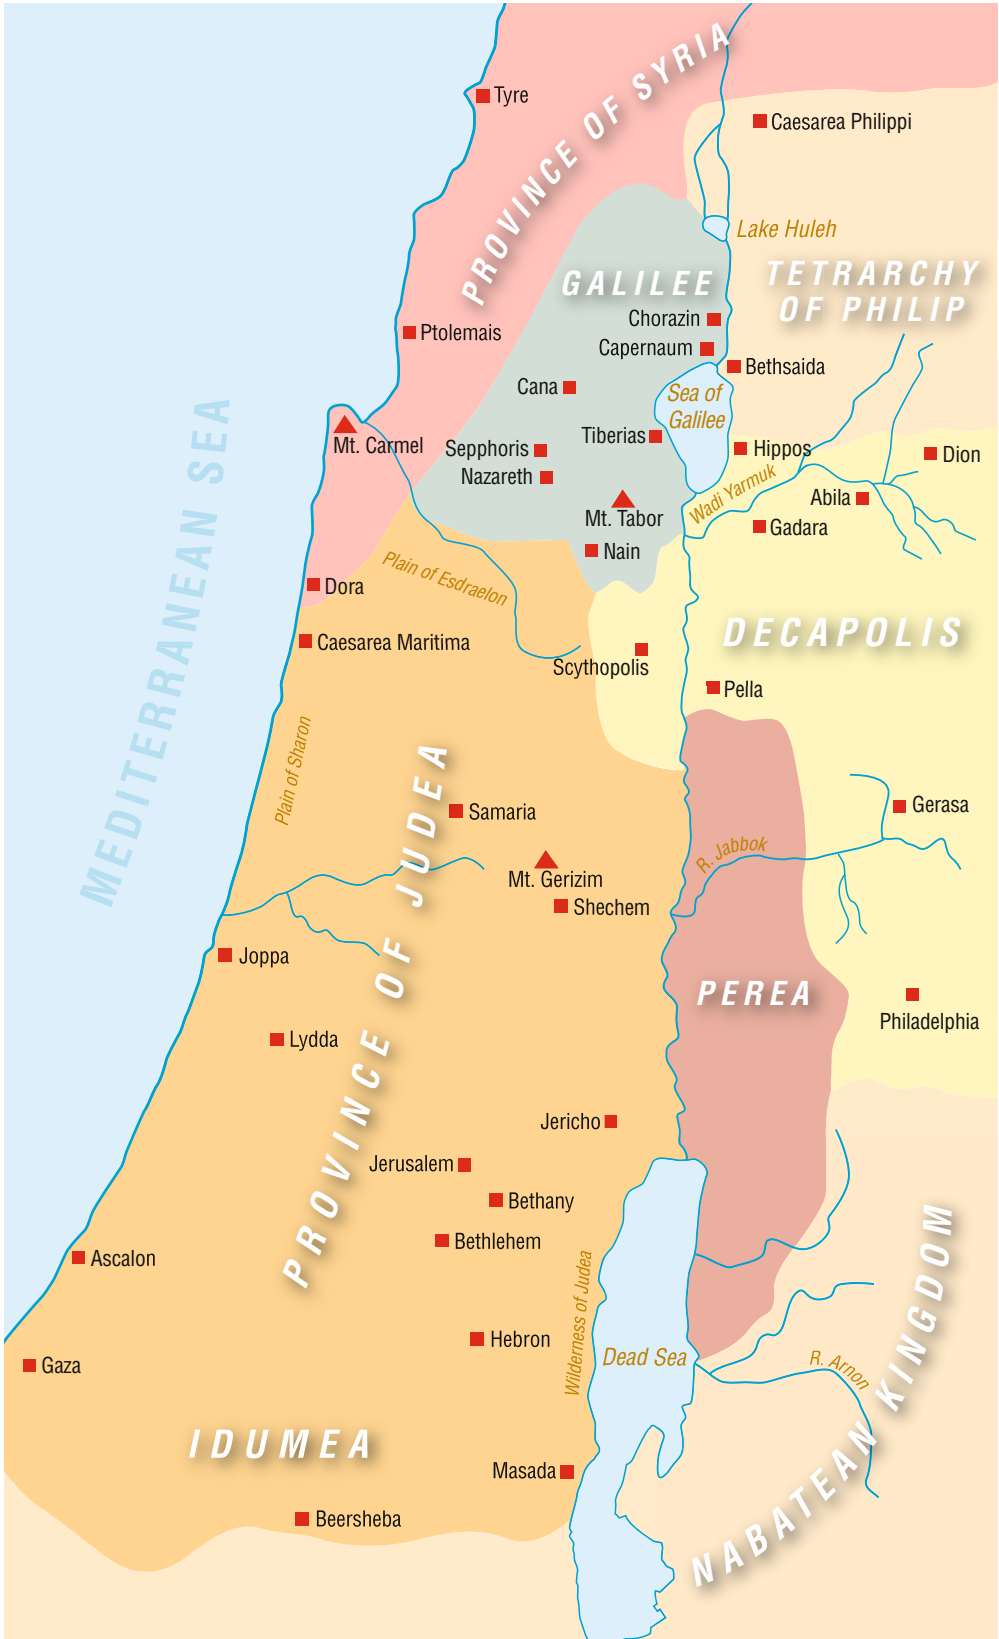 Tyre
PROVINCE OF SYRIA
Caesarea Philippi
Lake Huleh
TETRARCHY
OF PHILIP
GALILEE
Chorazin
Ptolemais
Capernaum
Bethsaida
Cana
Sea of
Galilee
MEDITERRANEAN SEA
Mt. Carmel
Tiberias
Sepphoris
Hippos
Dion
Nazareth
Wadi Yarmuk
Abila
Mt. Tabor
Gadara
Nain
Plain of Esdraelon
Dora
DECAPOLIS
Caesarea Maritima
Scythopolis
Pella
Plain of Sharon
PROVINCE OF JUDEA
Samaria
Gerasa
R. Jabbok
Mt. Gerizim
Shechem
Joppa
PEREA
Philadelphia
Lydda
Jericho
Jerusalem
Bethany
Bethlehem
Ascalon
Wilderness of Judea
NABATEAN KINGDOM
Hebron
Dead Sea
R. Arnon
Gaza
IDUMEA
Masada
Beersheba